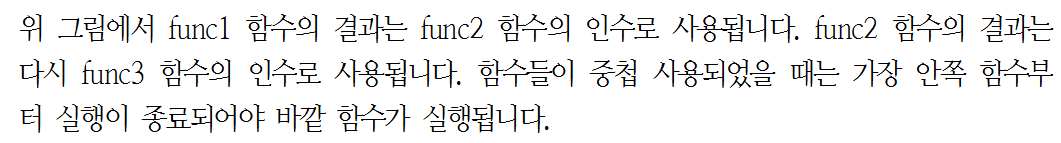 위 그림에서 func1 함수의 결과는 func2 함수의 인수로 사용됩니다. func2 함수의 결과는
다시 func3 함수의 인수로 사용됩니다. 함수들이 중첩 사용되었을 때는 가장 안쪽 함수부
터 실행이 종료되어야 바깥 함수가 실행됩니다.